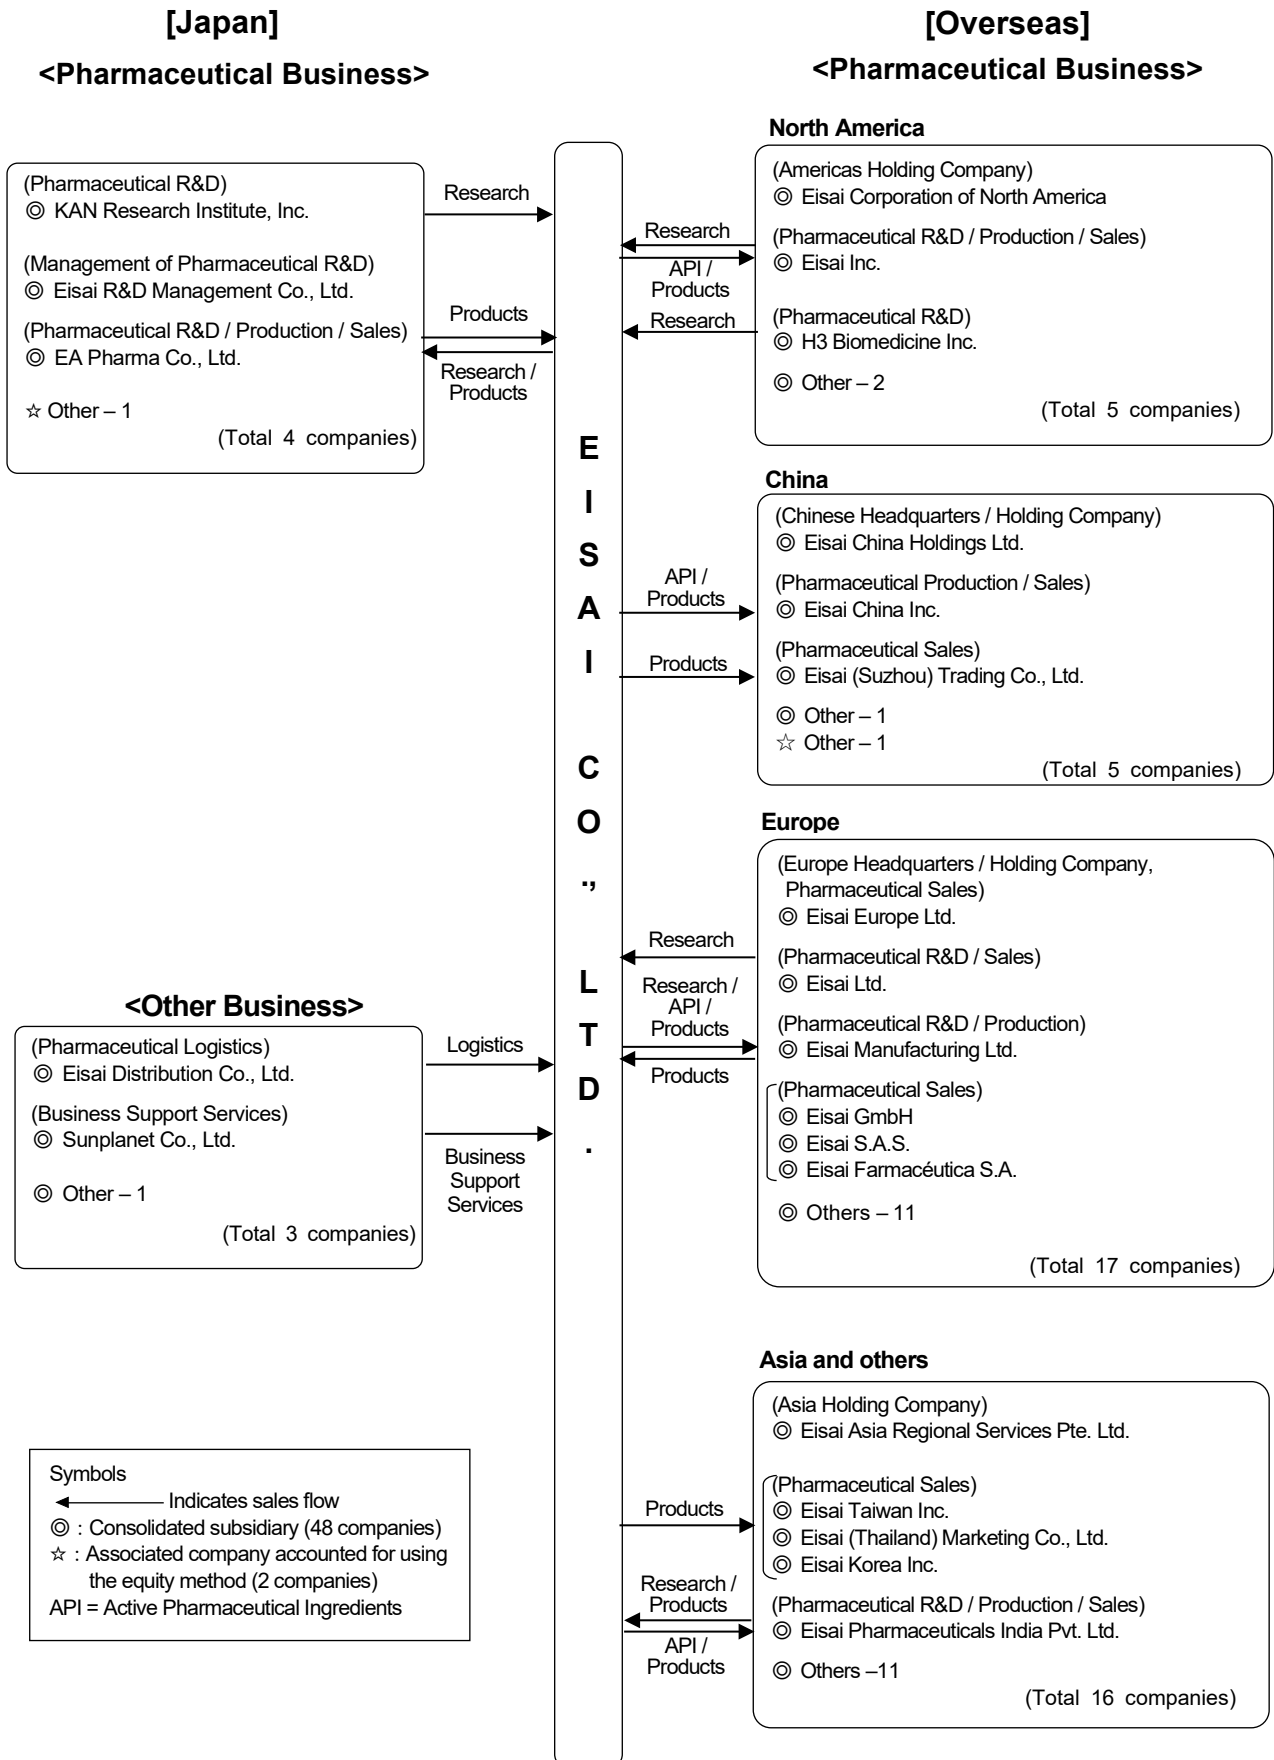 [Japan]
<Pharmaceutical Business>
(Pharmaceutical R&D)
◎ KAN Research Institute, Inc.
(Management of Pharmaceutical R&D)
◎ Eisai R&D Management Co., Ltd.
(Pharmaceutical R&D / Production / Sales)
◎ EA Pharma Co., Ltd.
☆ Other – 1
(Total 4 companies)
Research
Products
Research /
Products
<Other Business>
(Pharmaceutical Logistics)
◎ Eisai Distribution Co., Ltd.
(Business Support Services)
◎ Sunplanet Co., Ltd.
◎ Other – 1
(Total 3 companies)
Logistics
Business
Support
Services
Symbols
Indicates sales flow
◎ : Consolidated subsidiary (48 companies)
☆ : Associated company accounted for using
the equity method (2 companies)
API = Active Pharmaceutical Ingredients
E
I
S
A
I
C
O
.,
L
T
D
.
[Overseas]
<Pharmaceutical Business>
North America
Research
API /
Products
Research
(Americas Holding Company)
◎ Eisai Corporation of North America
(Pharmaceutical R&D / Production / Sales)
◎ Eisai Inc.
(Pharmaceutical R&D)
◎ H3 Biomedicine Inc.
◎ Other – 2
(Total 5 companies)
China
API /
Products
Products
(Chinese Headquarters / Holding Company)
◎ Eisai China Holdings Ltd.
(Pharmaceutical Production / Sales)
◎ Eisai China Inc.
(Pharmaceutical Sales)
◎ Eisai (Suzhou) Trading Co., Ltd.
◎ Other – 1
☆ Other – 1
(Total 5 companies)
Europe
Research
Research /
API /
Products
Products
(Europe Headquarters / Holding Company,
Pharmaceutical Sales)
◎ Eisai Europe Ltd.
(Pharmaceutical R&D / Sales)
◎ Eisai Ltd.
(Pharmaceutical R&D / Production)
◎ Eisai Manufacturing Ltd.
(Pharmaceutical Sales)
◎ Eisai GmbH
◎ Eisai S.A.S.
◎ Eisai Farmacéutica S.A.
◎ Others – 11
(Total 17 companies)
Asia and others
Products
Research /
Products
API /
Products
(Asia Holding Company)
◎ Eisai Asia Regional Services Pte. Ltd.
(Pharmaceutical Sales)
◎ Eisai Taiwan Inc.
◎ Eisai (Thailand) Marketing Co., Ltd.
◎ Eisai Korea Inc.
(Pharmaceutical R&D / Production / Sales)
◎ Eisai Pharmaceuticals India Pvt. Ltd.
◎ Others –11
(Total 16 companies)